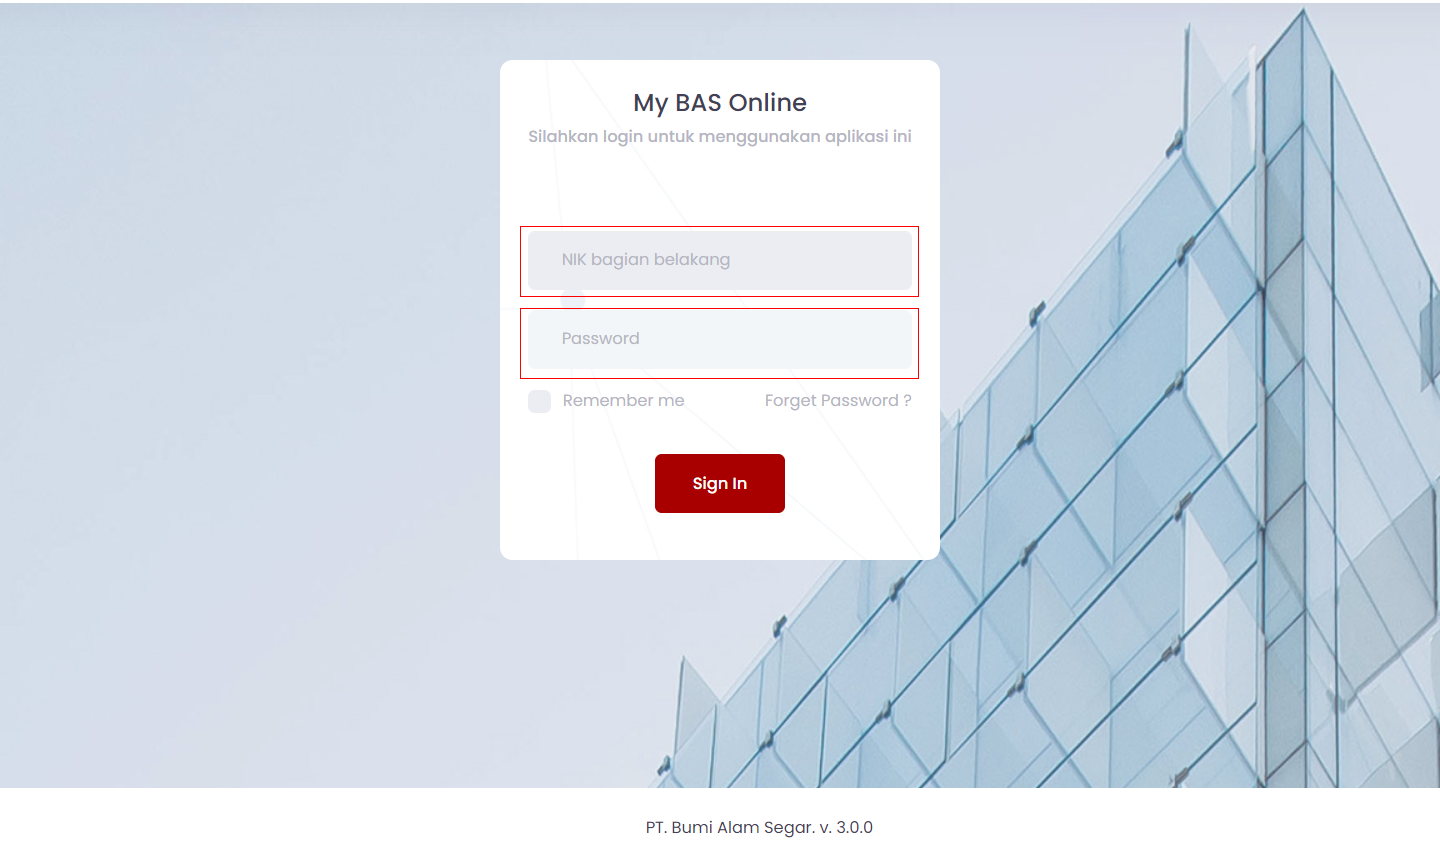 My BAS Online
Silahkan login untuk menggunakan aplikasi ini
NIK bagian belakang
Password
Remember me
Forget Password ?
Sign In
PT. Bumi Alam Segar. v. 3.0.0